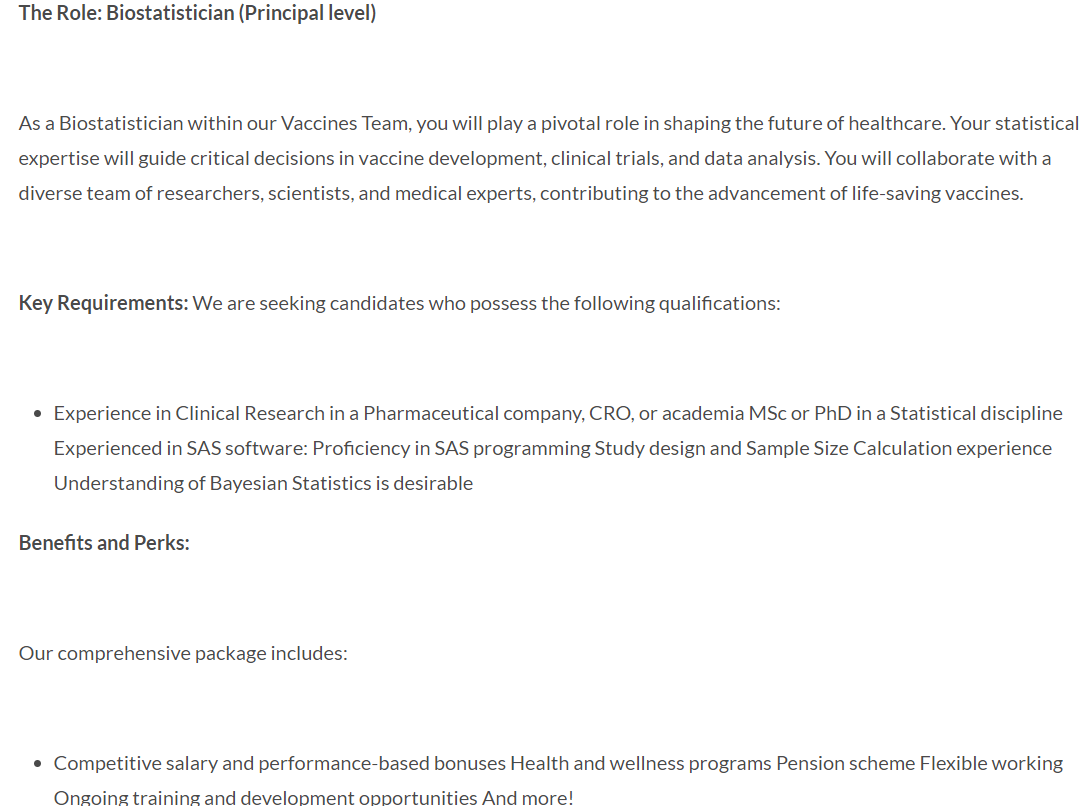 The Role: Biostatistician (Principal level)
As a Biostatistician within our Vaccines Team, you will play a pivotal role in shaping the future of healthcare. Your statistical
expertise will guide critical decisions in vaccine development, clinical trials, and data analysis. You will collaborate with a
diverse team of researchers, scientists, and medical experts, contributing to the advancement of life-saving vaccines.
Key Requirements: We are seeking candidates who possess the following qualifications:
• Experience in Clinical Research in a Pharmaceutical company, CRO, or academia MSc or PhD in a Statistical discipline
Experienced in SAS software: Proficiency in SAS programming Study design and Sample Size Calculation experience
Understanding of Bayesian Statistics is desirable
Benefits and Perks:
Our comprehensive package includes:
• Competitive salary and performance-based bonuses Health and wellness programs Pension scheme Flexible working
Ongoing training and development opportunities And more!